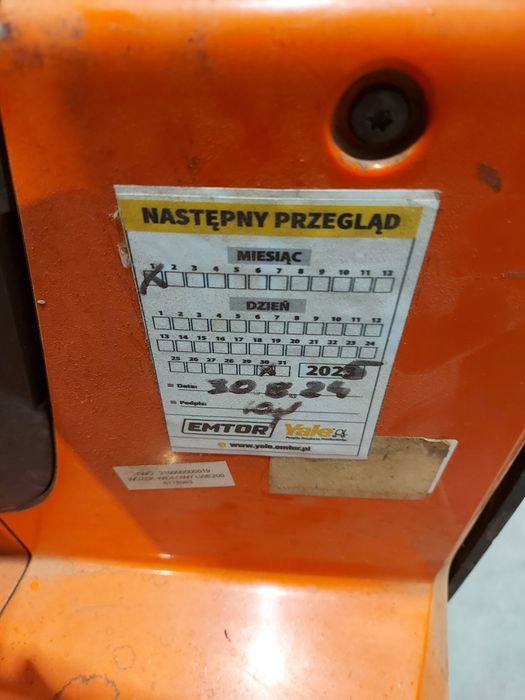 NASTĘPNY PRZEGLĄD
MIESIĄC
1 2 3 4 5 6 7 8 9 10 11 12
DZIEŃ
1 2 3 4 5 6 7 8 9 10 11 12
13 14 15 16 17 18 19 20 21 22 23 24
25 26 27 28 29 30 31 2025
Data: 30.8.24
Podpis:
EMTOR Yale
www.yale.emtor.pl
WÓZEK WIDŁOWY